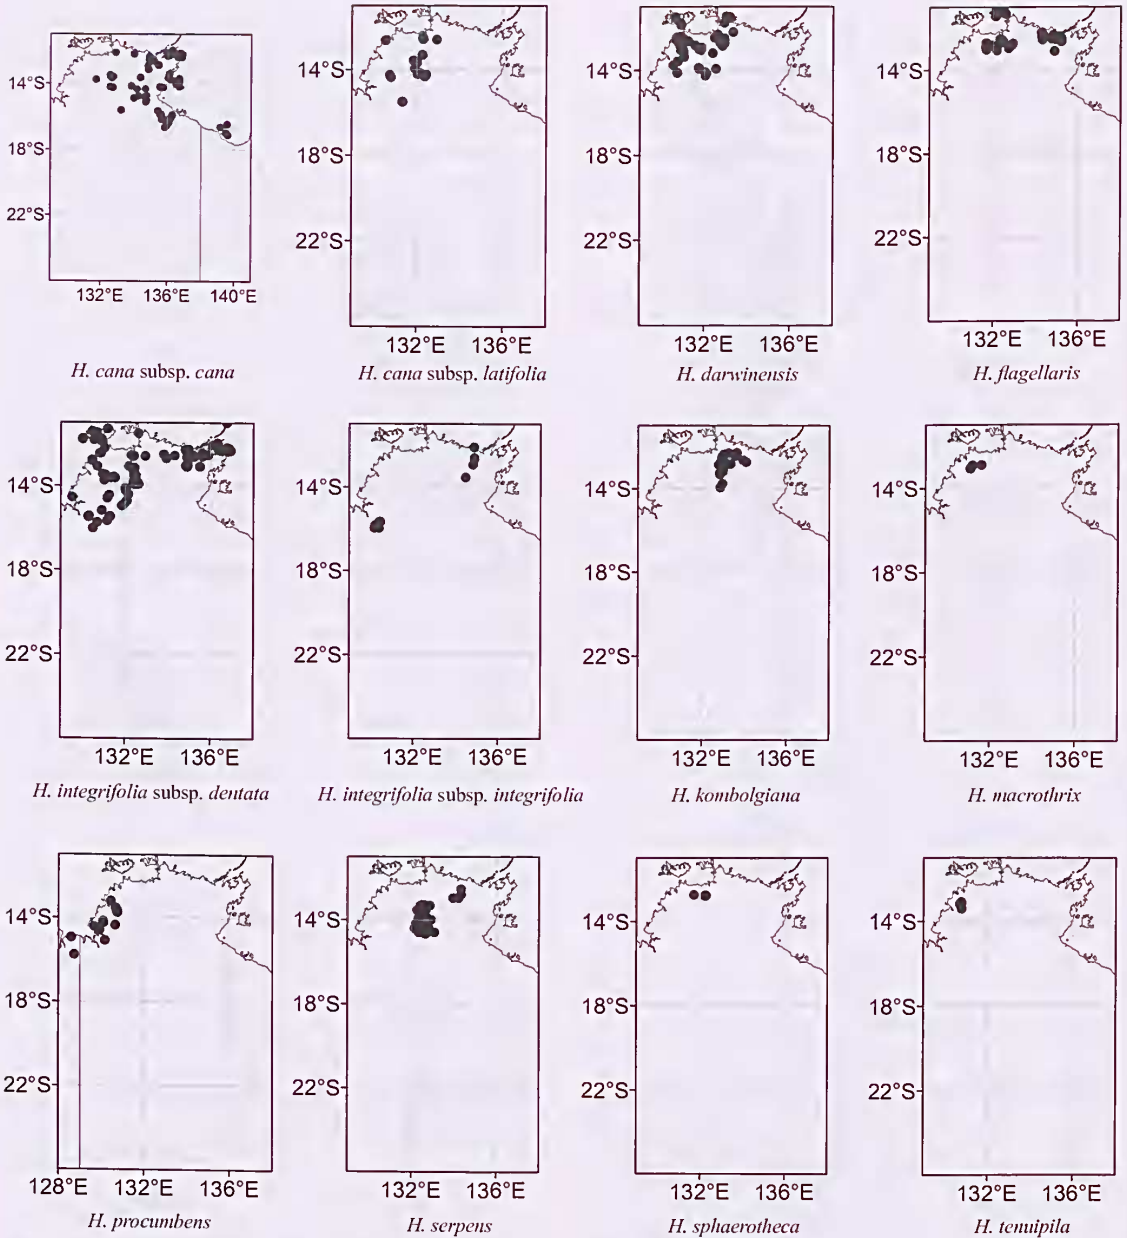 14°S
18°S
22°S
132°E 136°E 140°E
H. cana subsp. cana
14°S
18°S
22°S
132°E 136°E
H. cana subsp. latifolia
14°S
18°S
22°S
132°E 136°E
H. darwinensis
14°S
18°S
22°S
132°E 136°E
H. flagellaris
14°S
18°S
22°S
132°E 136°E
H. integrifolia subsp. dentata
14°S
18°S
22°S
132°E 136°E
H. integrifolia subsp. integrifolia
14°S
18°S
22°S
132°E 136°E
H. kombolgiana
14°S
18°S
22°S
132°E 136°E
H. macrothrix
14°S
18°S
22°S
128°E 132°E 136°E
H. procumbens
14°S
18°S
22°S
132°E 136°E
H. serpens
14°S
18°S
22°S
132°E 136°E
H. sphaerotheca
14°S
18°S
22°S
132°E 136°E
H. tenuipila